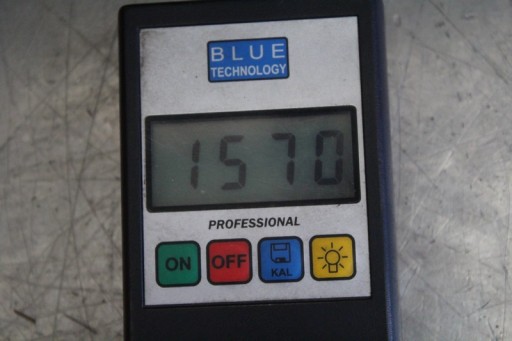 BLUE
TECHNOLOGY
1570
PROFESSIONAL
ON OFF KAL